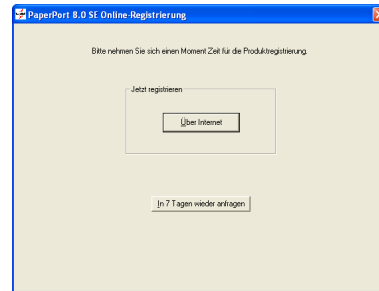 PaperPort 8.0 SE Online-Registrierung
Bitte nehmen Sie sich einen Moment Zeit für die Produktregistrierung.
Jetzt registrieren
Über Internet
In 7 Tagen wieder anfragen